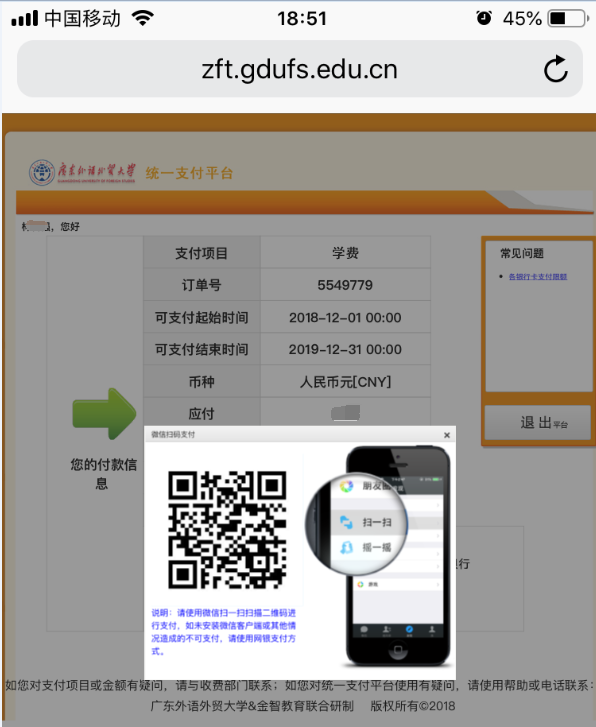 中国移动 18:51 45%
zft.gdufs.edu.cn
广东外语外贸大学 统一支付平台
您好
支付项目 学费
订单号 5549779
可支付起始时间 2018-12-01 00:00
可支付结束时间 2019-12-31 00:00
币种 人民币元[CNY]
应付
您的付款信
息
常见问题
各银行卡支付限额
退出平台
微信扫码支付 ×
朋友圈
扫一扫
摇一摇
游戏
说明：请使用微信扫一扫扫描二维码进
行支付，如未安装微信客户端或其他情
况造成的不可支付，请使用网银支付方
式。
银行
如您对支付项目或金额有疑问，请与收费部门联系；如您对统一支付平台使用有疑问，请使用帮助或电话联系：
广东外语外贸大学&金智教育联合研制 版权所有©2018